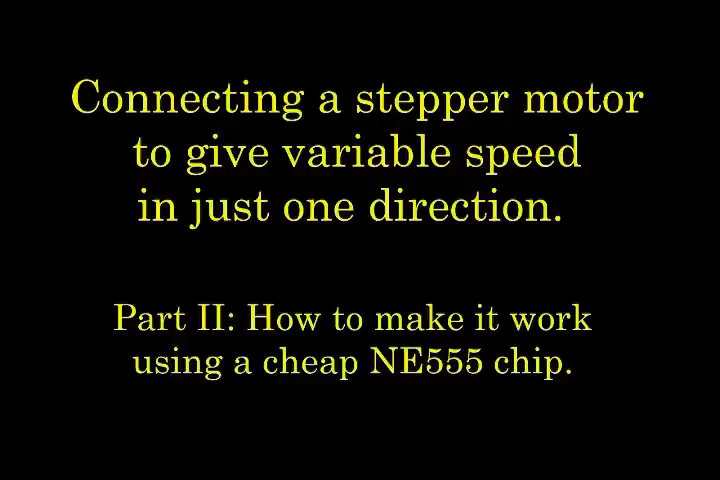 Connecting a stepper motor
to give variable speed
in just one direction.
Part II: How to make it work
using a cheap NE555 chip.